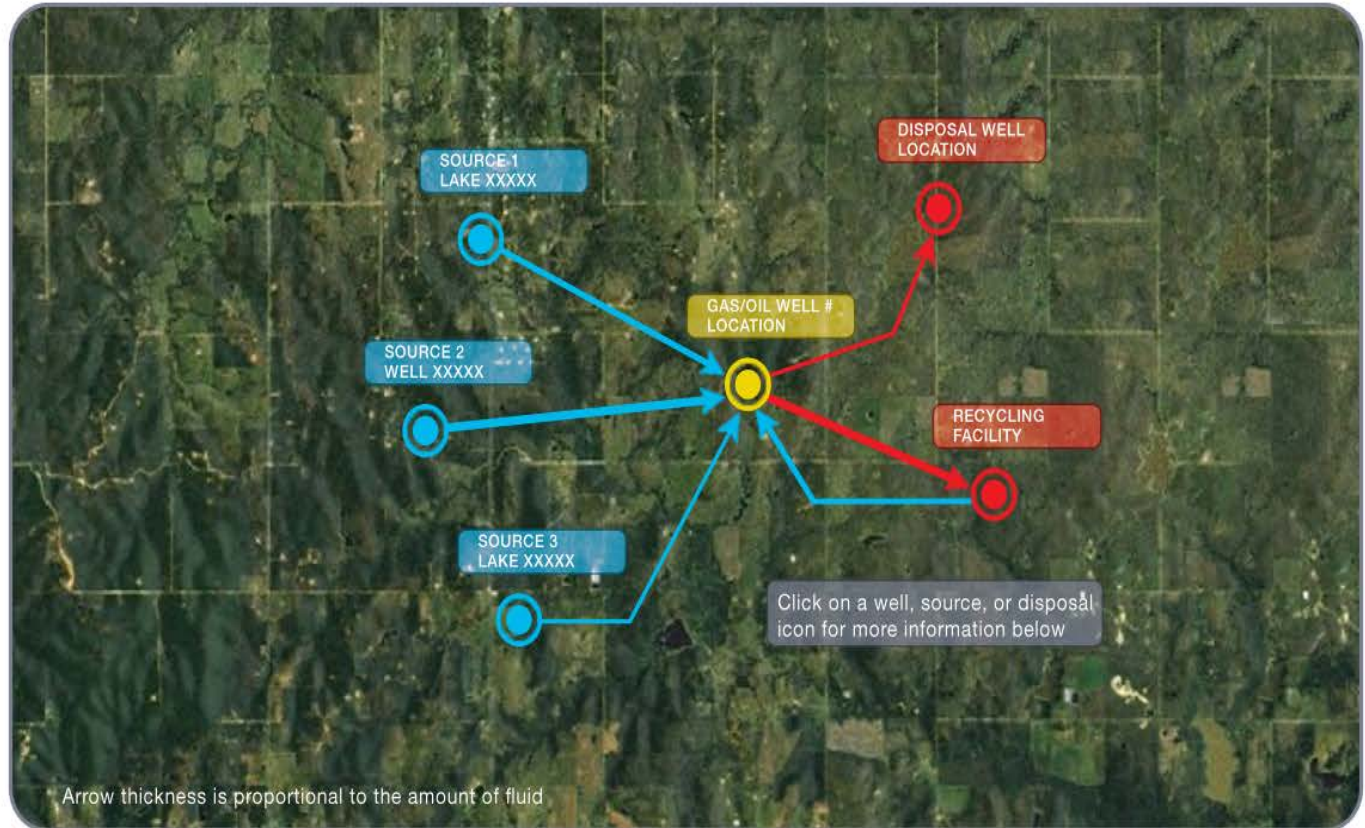 DISPOSAL WELL
LOCATION
SOURCE 1
LAKE XXXXX
GAS/OIL WELL #
LOCATION
SOURCE 2
WELL XXXXX
RECYCLING
FACILITY
SOURCE 3
LAKE XXXXX
Click on a well, source, or disposal
icon for more information below
Arrow thickness is proportional to the amount of fluid